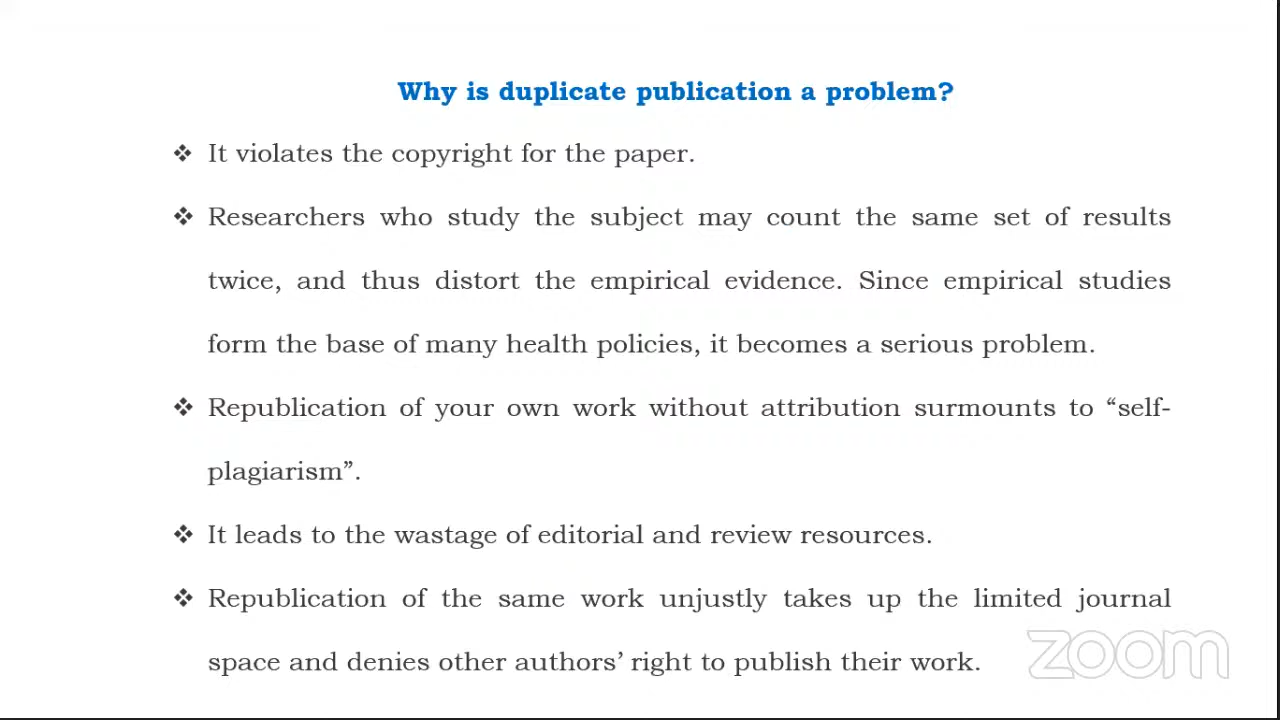 Why is duplicate publication a problem?
❖ It violates the copyright for the paper.
❖ Researchers who study the subject may count the same set of results
twice, and thus distort the empirical evidence. Since empirical studies
form the base of many health policies, it becomes a serious problem.
❖ Republication of your own work without attribution surmounts to “self-
plagiarism”.
❖ It leads to the wastage of editorial and review resources.
❖ Republication of the same work unjustly takes up the limited journal
space and denies other authors’ right to publish their work.
zoom